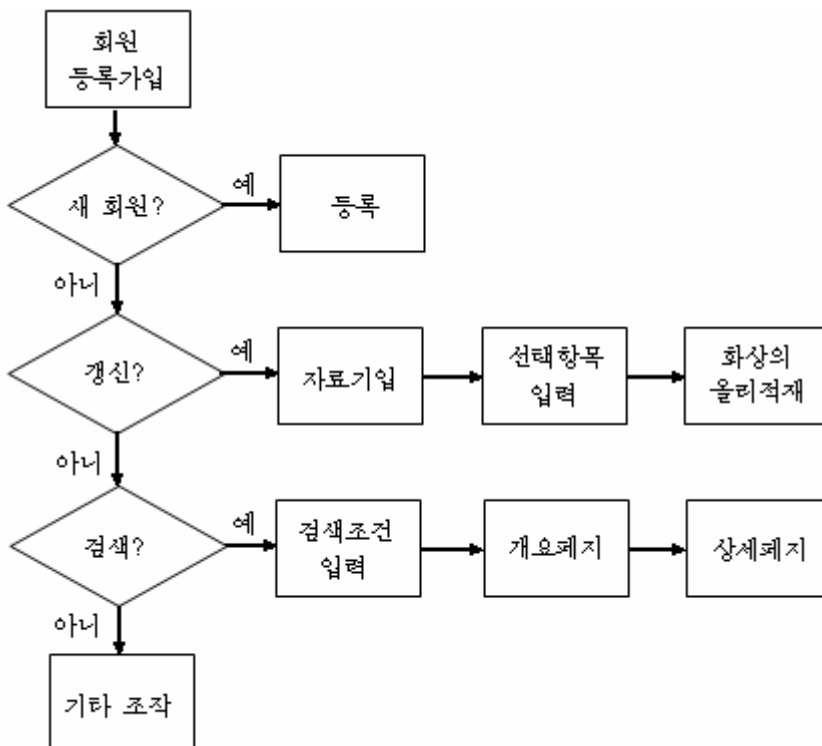 회원
등록가입
새 회원?
예
등록
아니
갱신?
예
자료기입
선택항목
입력
화상의
올리적재
아니
검색?
예
검색조건
입력
개요페지
상세페지
아니
기타 조작